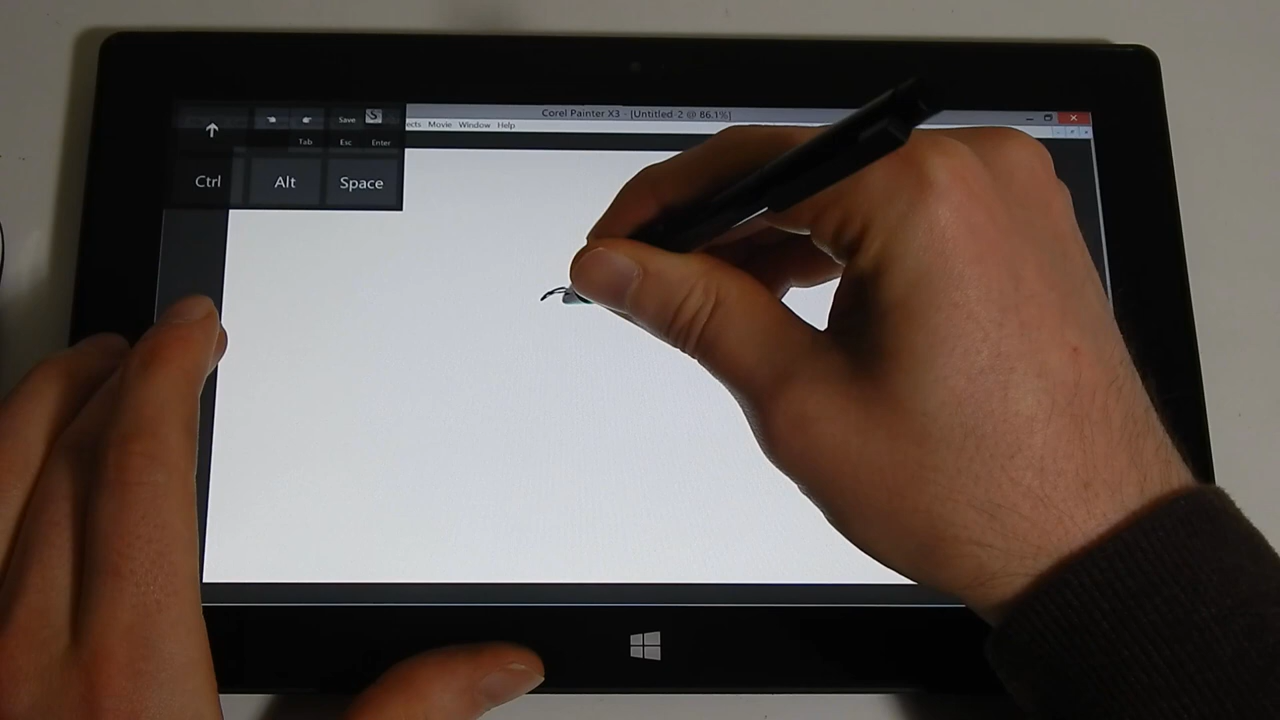 Corel Painter X3 - [Untitled-2 @ 86.1%]
Movie Window Help
Save S
Tab Esc Enter
Ctrl Alt Space